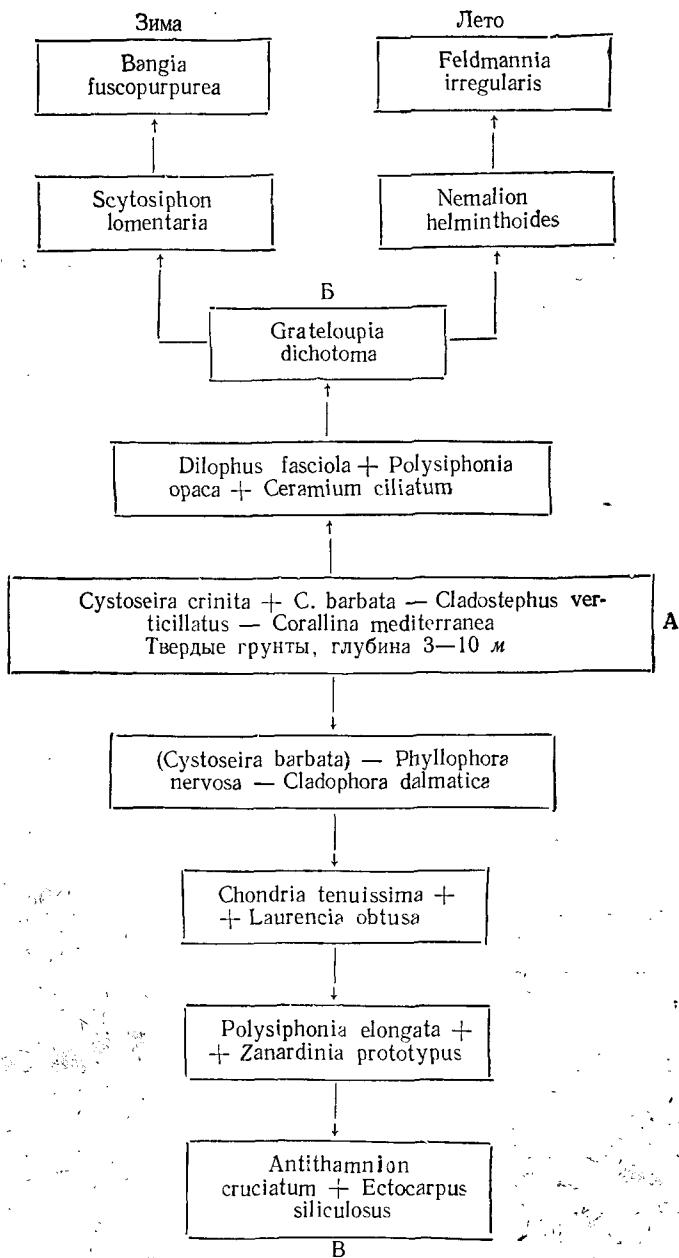 Зима
Лето
Bangia
fuscopurpurea
Feldmannia
irregularis
Scytosiphon
lomentaria
Nemalion
helminthoides
Б
Grateloupia
dichotoma
Dilophus fasciola + Polysiphonia
opaca + Ceramium ciliatum
Cystoseira crinita + C. barbata — Cladostephus ver-
ticillatus — Corallina mediterranea
Твердые грунты, глубина 3—10 м
А
(Cystoseira barbata) — Phyllophora
nervosa — Cladophora dalmatica
Chondria tenuissima +
+ Laurencia obtusa
Polysiphonia elongata +
+ Zanardinia prototypus
Antithamnion
cruciatum + Ectocarpus
siliculosus
В